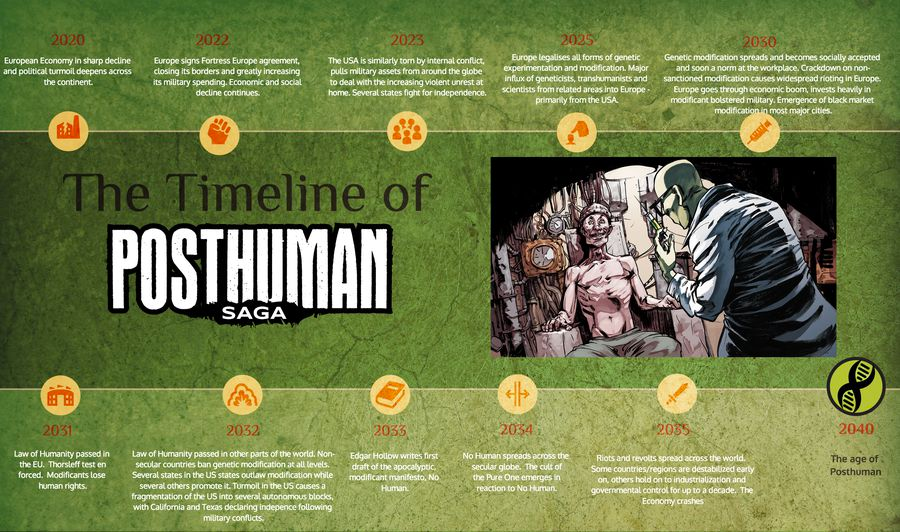 2020
European Economy in sharp decline
and political turmoil deepens across
the continent.
2022
Europe signs Fortress Europe agreement,
closing its borders and greatly increasing
its military spending. Economic and social
decline continues.
2023
The USA is similarly torn by internal conflict,
pulls military assets from around the globe
to deal with the increasing violent unrest at
home. Several states fight for independence.
2025
Europe legalises all forms of genetic
experimentation and modification. Major
influx of geneticists, transhumanists and
scientists from related areas into Europe -
primarily from the USA.
2030
Genetic modification spreads and becomes socially accepted
and soon a norm at the workplace. Crackdown on non-
sanctioned modification causes widespread rioting in Europe.
Europe goes through economic boom, invests heavily in
modificant bolstered military. Emergence of black market
modification in most major cities.
The Timeline of
POSTHUMAN
SAGA
2031
Law of Humanity passed in
the EU. Thorsleff test en
forced. Modificants lose
human rights.
2032
Law of Humanity passed in other parts of the world. Non-
secular countries ban genetic modification at all levels.
Several states in the US states outlaw modification while
several others promote it. Turmoil in the US causes a
fragmentation of the US into several autonomous blocks,
with California and Texas declaring indepence following
military conflicts.
2033
Edgar Hollow writes first
draft of the apocalyptic,
modificant manifesto, No
Human.
2034
No Human spreads across the
secular globe. The cult of
the Pure One emerges in
reaction to No Human.
2035
Riots and revolts spread across the world.
Some countries/regions are destabilized early
on, others hold on to industrialization and
governmental control for up to a decade. The
Economy crashes
2040
The age of
Posthuman